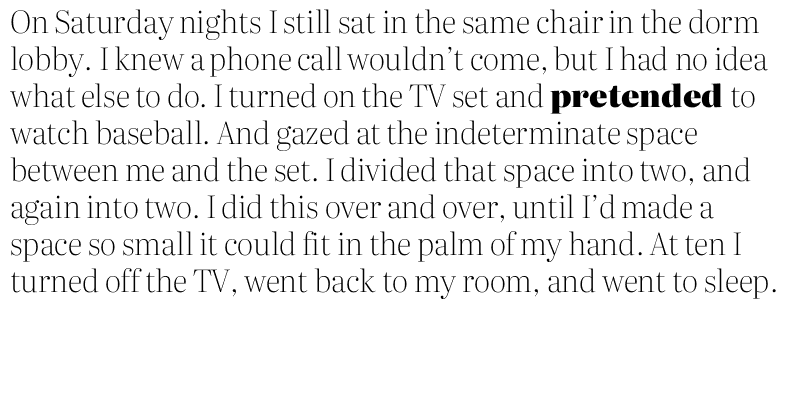 On Saturday nights I still sat in the same chair in the dorm
lobby. I knew a phone call wouldn’t come, but I had no idea
what else to do. I turned on the TV set and pretended to
watch baseball. And gazed at the indeterminate space
between me and the set. I divided that space into two, and
again into two. I did this over and over, until I’d made a
space so small it could fit in the palm of my hand. At ten I
turned off the TV, went back to my room, and went to sleep.